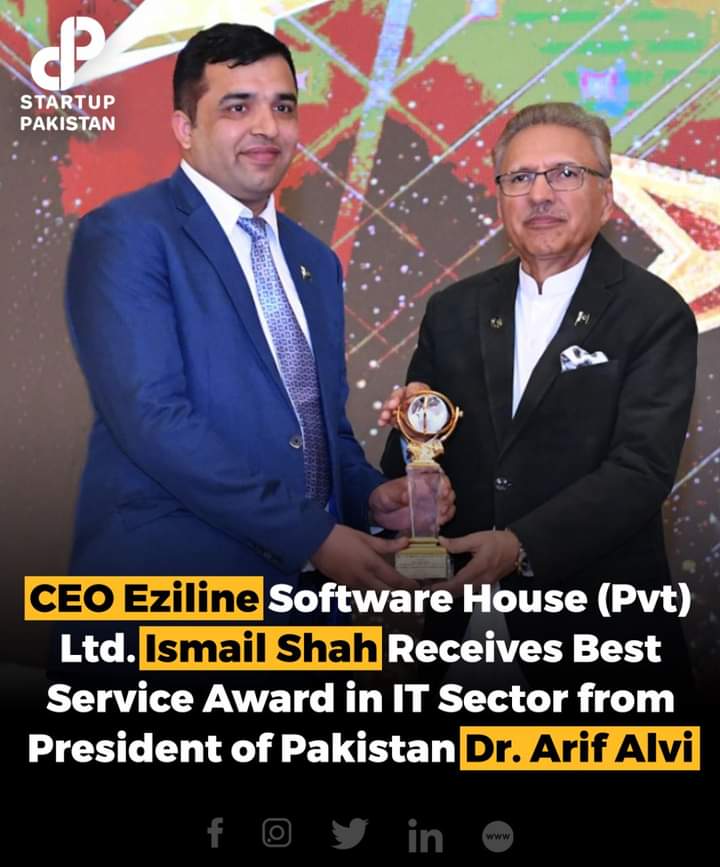 STARTUP
PAKISTAN
CEO Eziline Software House (Pvt)
Ltd. Ismail Shah Receives Best
Service Award in IT Sector from
President of Pakistan Dr. Arif Alvi
www